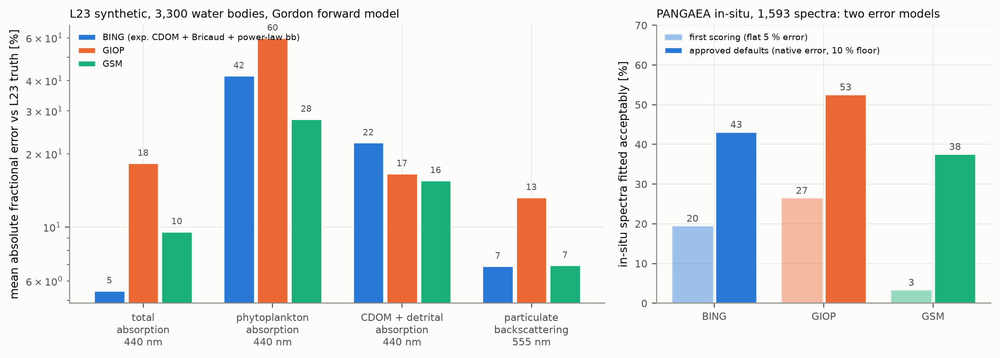 L23 synthetic, 3,300 water bodies, Gordon forward model
mean absolute fractional error vs L23 truth [%]
6 × 10¹
4 × 10¹
3 × 10¹
2 × 10¹
10¹
6 × 10⁰
BING (exp. CDOM + Bricaud + power-law bb)
GIOP
GSM
5
18
10
42
60
28
22
17
16
7
13
7
total
absorption
440 nm
phytoplankton
absorption
440 nm
CDOM + detrital
absorption
440 nm
particulate
backscattering
555 nm
PANGAEA in-situ, 1,593 spectra: two error models
in-situ spectra fitted acceptably [%]
70
60
50
40
30
20
10
0
first scoring (flat 5 % error)
approved defaults (native error, 10 % floor)
20
43
27
53
3
38
BING
GIOP
GSM